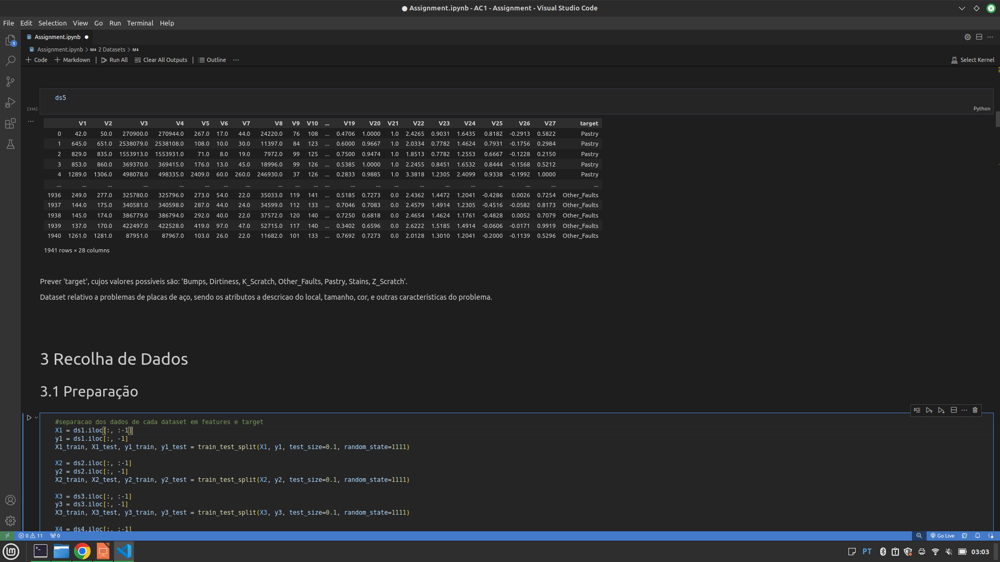 Assignment.ipynb - AC1 - Assignment - Visual Studio Code
File Edit Selection View Go Run Terminal Help
1
Assignment.ipynb
Assignment.ipynb > M↓ 2 Datasets > M↓
+ Code + Markdown | Run All Clear All Outputs | Outline ...
Select Kernel
ds5
[356]
Python
...
V1 V2 V3 V4 V5 V6 V7 V8 V9 V10 ... V19 V20 V21 V22 V23 V24 V25 V26 V27 target
0 42.0 50.0 270900.0 270944.0 267.0 17.0 44.0 24220.0 76 108 ... 0.4706 1.0000 1.0 2.4265 0.9031 1.6435 0.8182 -0.2913 0.5822 Pastry
1 645.0 651.0 2538079.0 2538108.0 108.0 10.0 30.0 11397.0 84 123 ... 0.6000 0.9667 1.0 2.0334 0.7782 1.4624 0.7931 -0.1756 0.2984 Pastry
2 829.0 835.0 1553913.0 1553931.0 71.0 8.0 19.0 7972.0 99 125 ... 0.7500 0.9474 1.0 1.8513 0.7782 1.2553 0.6667 -0.1228 0.2150 Pastry
3 853.0 860.0 369370.0 369415.0 176.0 13.0 45.0 18996.0 99 126 ... 0.5385 1.0000 1.0 2.2455 0.8451 1.6532 0.8444 -0.1568 0.5212 Pastry
4 1289.0 1306.0 498078.0 498335.0 2409.0 60.0 260.0 246930.0 37 126 ... 0.2833 0.9885 1.0 3.3818 1.2305 2.4099 0.9338 -0.1992 1.0000 Pastry
... ... ... ... ... ... ... ... ... ... ... ... ... ... ... ... ... ... ... ... ... ...
1936 249.0 277.0 325780.0 325796.0 273.0 54.0 22.0 35033.0 119 141 ... 0.5185 0.7273 0.0 2.4362 1.4472 1.2041 -0.4286 0.0026 0.7254 Other_Faults
1937 144.0 175.0 340581.0 340598.0 287.0 44.0 24.0 34599.0 112 133 ... 0.7046 0.7083 0.0 2.4579 1.4914 1.2305 -0.4516 -0.0582 0.8173 Other_Faults
1938 145.0 174.0 386779.0 386794.0 292.0 40.0 22.0 37572.0 120 140 ... 0.7250 0.6818 0.0 2.4654 1.4624 1.1761 -0.4828 0.0052 0.7079 Other_Faults
1939 137.0 170.0 422497.0 422528.0 419.0 97.0 47.0 52715.0 117 140 ... 0.3402 0.6596 0.0 2.6222 1.5185 1.4914 -0.0606 -0.0171 0.9919 Other_Faults
1940 1261.0 1281.0 87951.0 87967.0 103.0 26.0 22.0 11682.0 101 133 ... 0.7692 0.7273 0.0 2.0128 1.3010 1.2041 -0.2000 -0.1139 0.5296 Other_Faults
1941 rows × 28 columns
Prever 'target', cujos valores possíveis são: 'Bumps, Dirtiness, K_Scratch, Other_Faults, Pastry, Stains, Z_Scratch'.
Dataset relativo a problemas de placas de aço, sendo os atributos a descricao do local, tamanho, cor, e outras características do problema.
3 Recolha de Dados
3.1 Preparação
#separacao dos dados de cada dataset em features e target
X1 = ds1.iloc[:, :-1]
y1 = ds1.iloc[:, -1]
X1_train, X1_test, y1_train, y1_test = train_test_split(X1, y1, test_size=0.1, random_state=1111)
X2 = ds2.iloc[:, :-1]
y2 = ds2.iloc[:, -1]
X2_train, X2_test, y2_train, y2_test = train_test_split(X2, y2, test_size=0.1, random_state=1111)
X3 = ds3.iloc[:, :-1]
y3 = ds3.iloc[:, -1]
X3_train, X3_test, y3_train, y3_test = train_test_split(X3, y3, test_size=0.1, random_state=1111)
X4 = ds4.iloc[:, :-1]
0 11 0
Go Live
PT 03:03